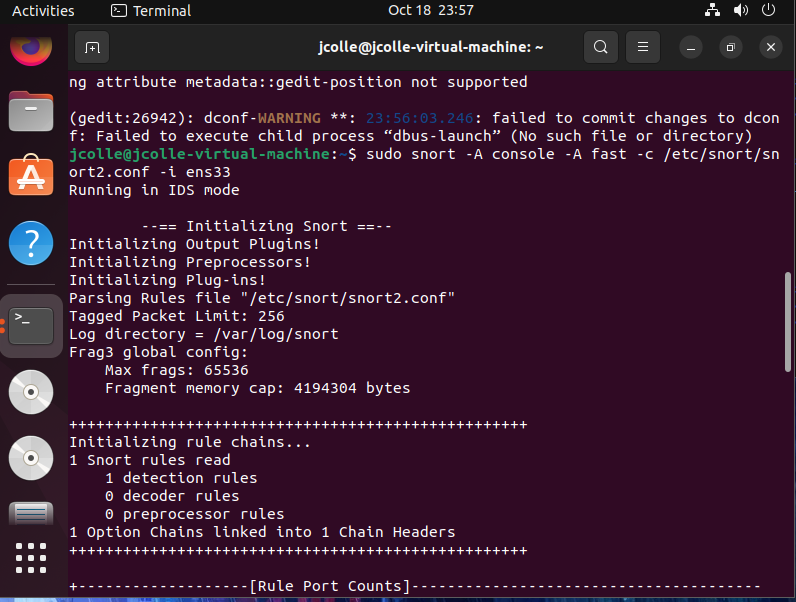 Activities Terminal Oct 18 23:57
jcolle@jcolle-virtual-machine: ~
ng attribute metadata::gedit-position not supported
(gedit:26942): dconf-WARNING **: 23:56:03.246: failed to commit changes to dcon
f: Failed to execute child process “dbus-launch” (No such file or directory)
jcolle@jcolle-virtual-machine:~$ sudo snort -A console -A fast -c /etc/snort/sn
ort2.conf -i ens33
Running in IDS mode
--== Initializing Snort ==--
Initializing Output Plugins!
Initializing Preprocessors!
Initializing Plug-ins!
Parsing Rules file "/etc/snort/snort2.conf"
Tagged Packet Limit: 256
Log directory = /var/log/snort
Frag3 global config:
Max frags: 65536
Fragment memory cap: 4194304 bytes
+++++++++++++++++++++++++++++++++++++++++++++++++++
Initializing rule chains...
1 Snort rules read
1 detection rules
0 decoder rules
0 preprocessor rules
1 Option Chains linked into 1 Chain Headers
+++++++++++++++++++++++++++++++++++++++++++++++++++
+-------------------[Rule Port Counts]---------------------------------------